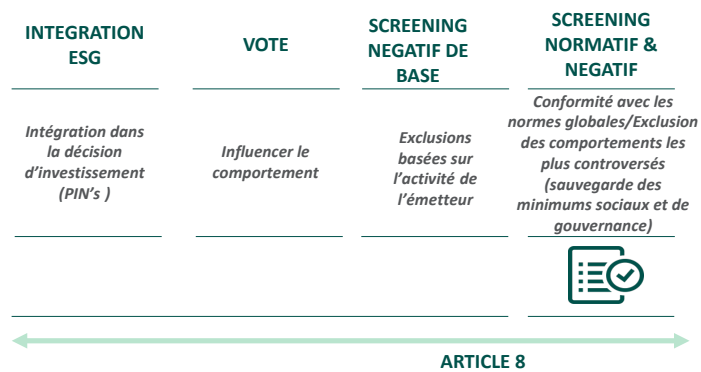 INTEGRATION
ESG
VOTE
SCREENING
NEGATIF DE
BASE
SCREENING
NORMATIF &
NEGATIF
Intégration dans
la décision
d'investissement
(PIN's )
Influencer le
comportement
Exclusions
basées sur
l'activité de
l'émetteur
Conformité avec les
normes globales/Exclusion
des comportements les
plus controversés
(sauvegarde des
minimums sociaux et de
gouvernance)
ARTICLE 8